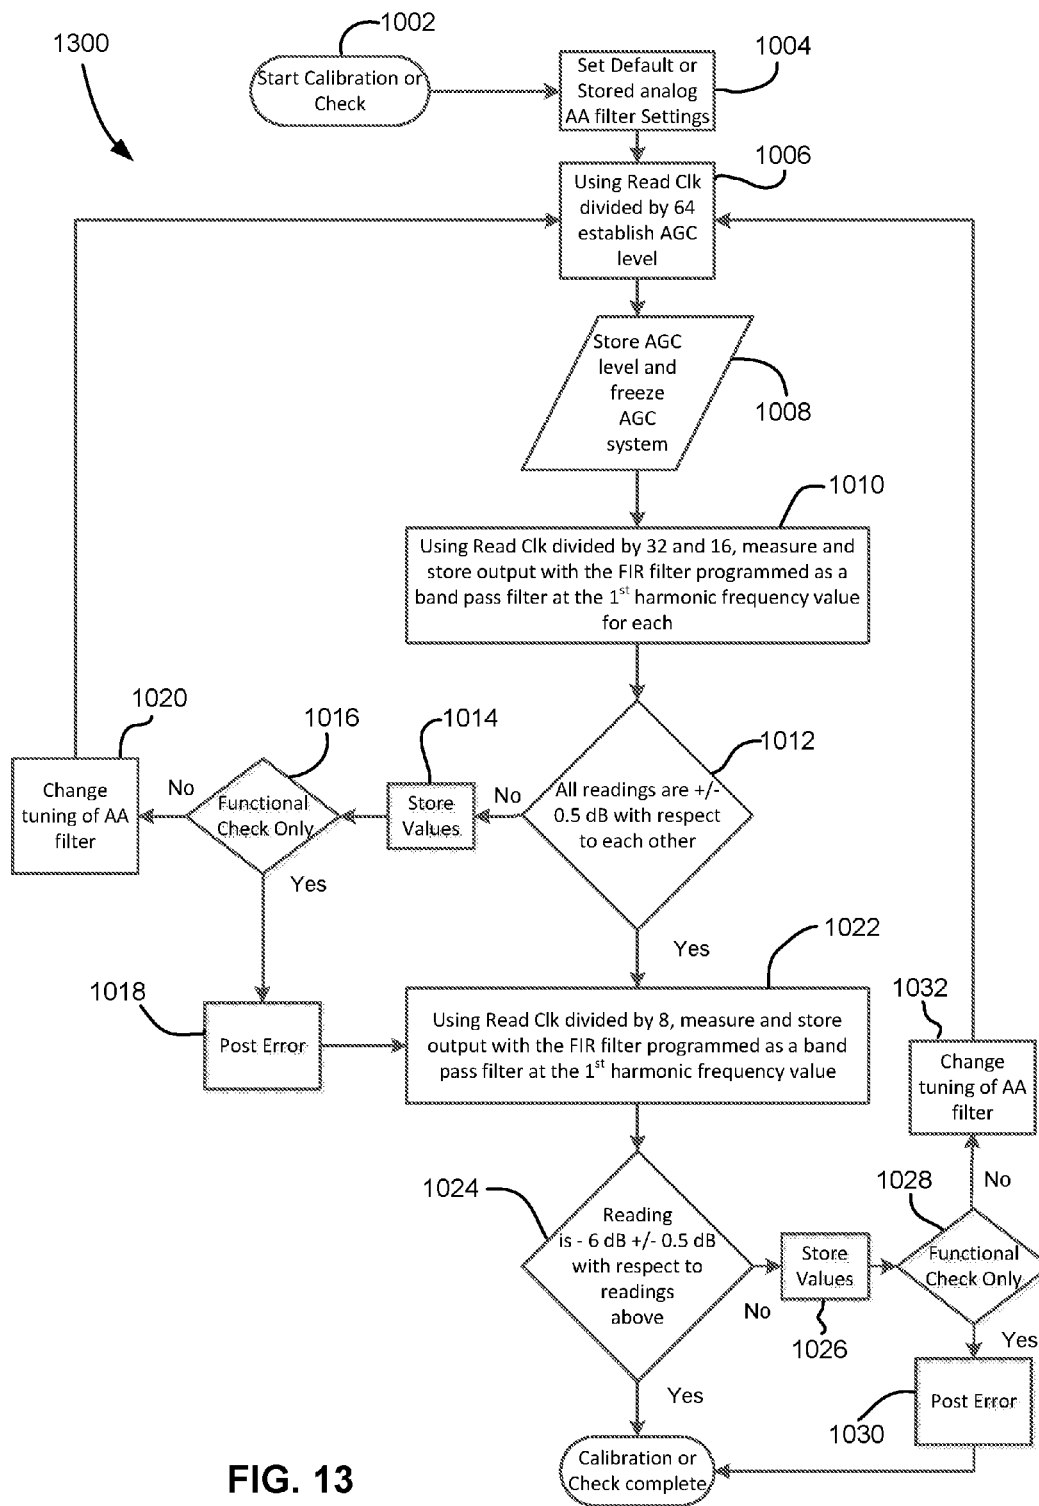 1300
1002
Start Calibration or
Check
1004
Set Default or
Stored analog
AA filter Settings
1006
Using Read Clk
divided by 64
establish AGC
level
Store AGC
level and
freeze
AGC
system
1008
1010
Using Read Clk divided by 32 and 16, measure and
store output with the FIR filter programmed as a
band pass filter at the 1st harmonic frequency value
for each
1012
All readings are +/-
0.5 dB with respect
to each other
No
1014
Store
Values
1016
Functional
Check Only
No
1020
Change
tuning of AA
filter
Yes
Yes
1018
Post Error
1022
Using Read Clk divided by 8, measure and store
output with the FIR filter programmed as a band
pass filter at the 1st harmonic frequency value
1024
Reading
is - 6 dB +/- 0.5 dB
with respect to
readings
above
No
Store
Values
1026
1028
Functional
Check Only
No
1032
Change
tuning of AA
filter
Yes
Post Error
1030
Yes
Calibration or
Check complete
FIG. 13